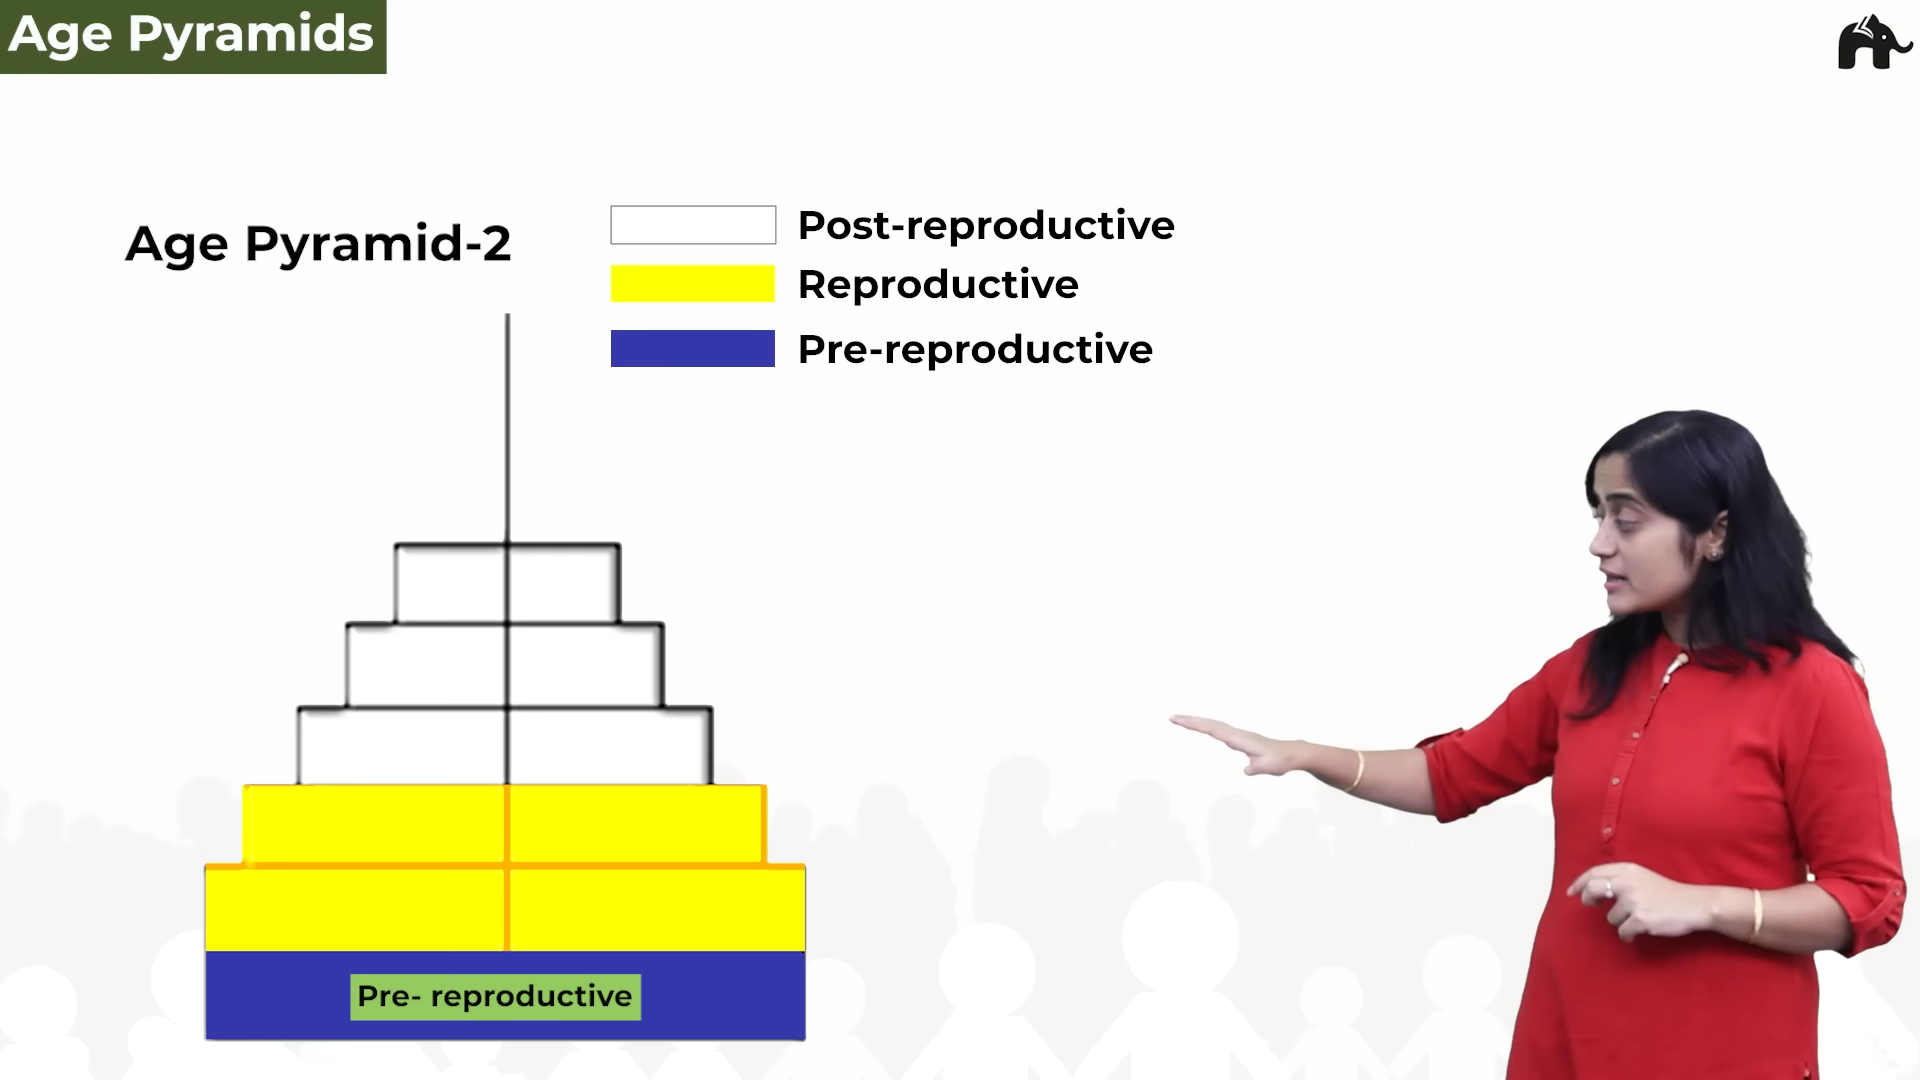 Age Pyramids
Age Pyramid-2
Post-reproductive
Reproductive
Pre-reproductive
Pre- reproductive